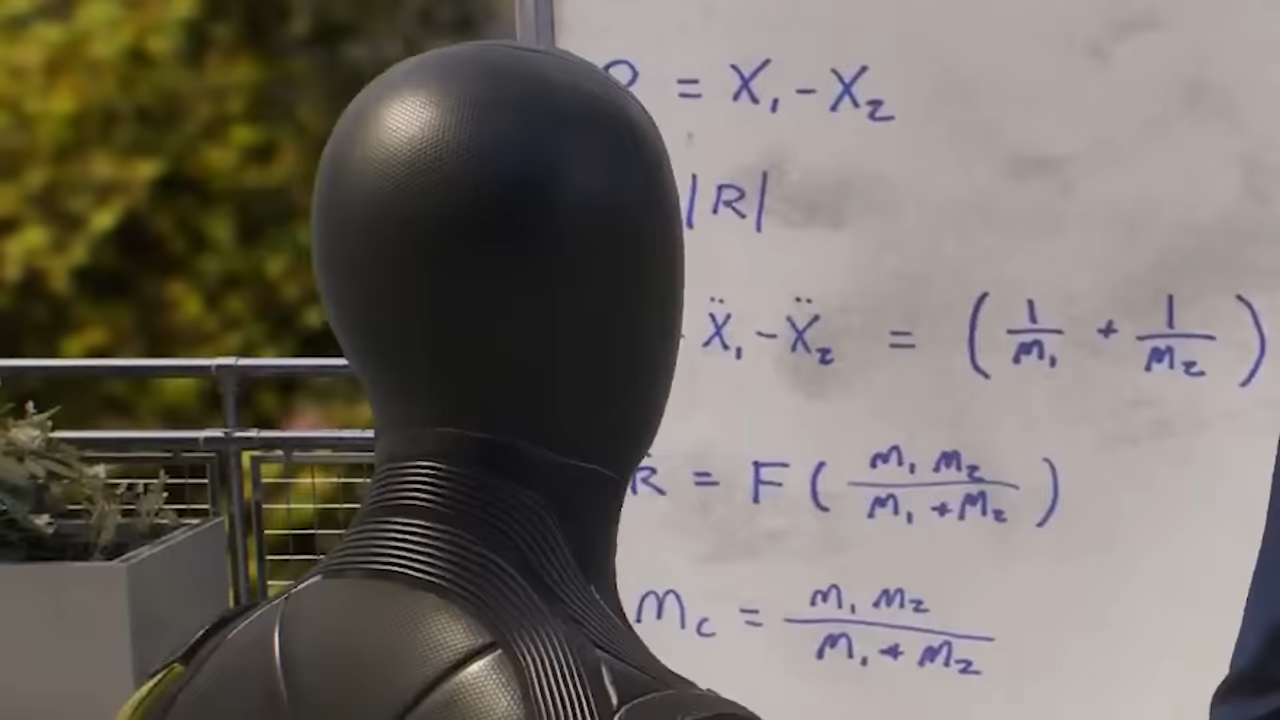 = X₁ - X₂
|R|
Ẍ₁ - Ẍ₂ = ( 1/m₁ + 1/m₂ )
R = F ( m₁ m₂ / m₁ + m₂ )
m_c = m₁ m₂ / m₁ + m₂